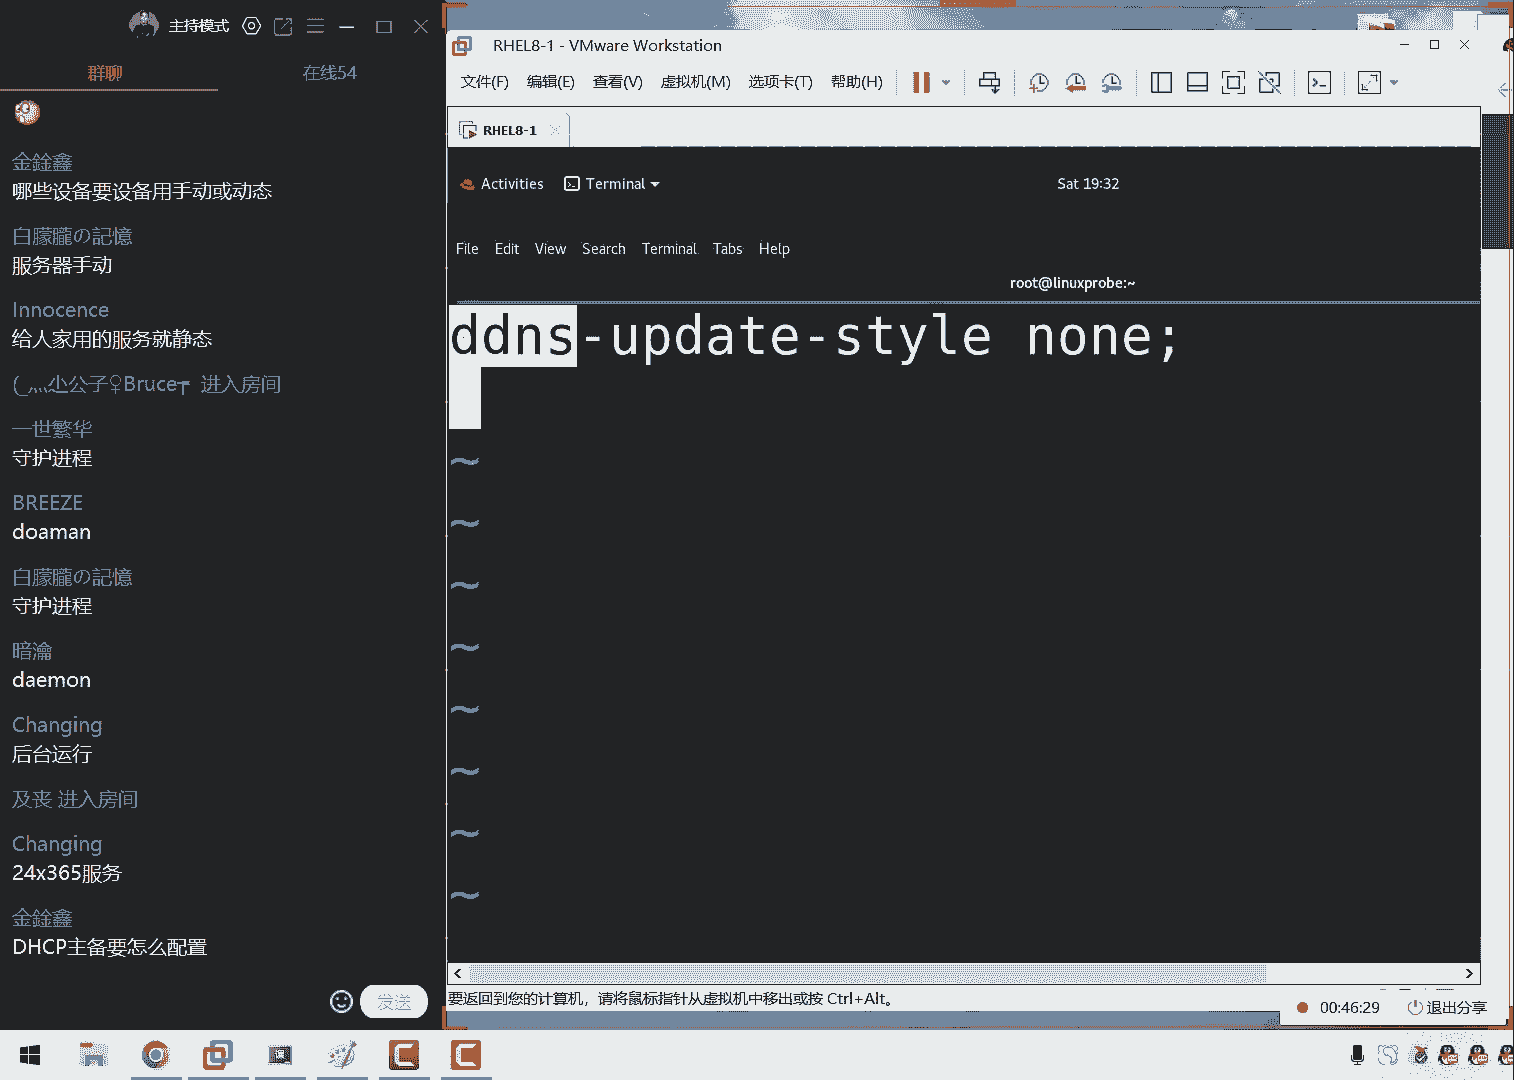 主持模式
群聊
在线54
金銓鑫
哪些设备要设备用手动或动态
白朦朧の記憶
服务器手动
Innocence
给人家用的服务就静态
公子♀Bruce 进入房间
一世繁华
守护进程
BREEZE
doaman
白朦朧の記憶
守护进程
暗瀹
daemon
Changing
后台运行
及丧 进入房间
Changing
24x365服务
金銓鑫
DHCP主备要怎么配置
发送
RHEL8-1 - VMware Workstation
文件(F) 编辑(E) 查看(V) 虚拟机(M) 选项卡(T) 帮助(H)
RHEL8-1
Activities Terminal Sat 19:32
File Edit View Search Terminal Tabs Help
root@linuxprobe:~
ddns-update-style none;
~
~
~
~
~
~
~
~
要返回到您的计算机，请将鼠标指针从虚拟机中移出或按 Ctrl+Alt。
00:46:29 退出分享